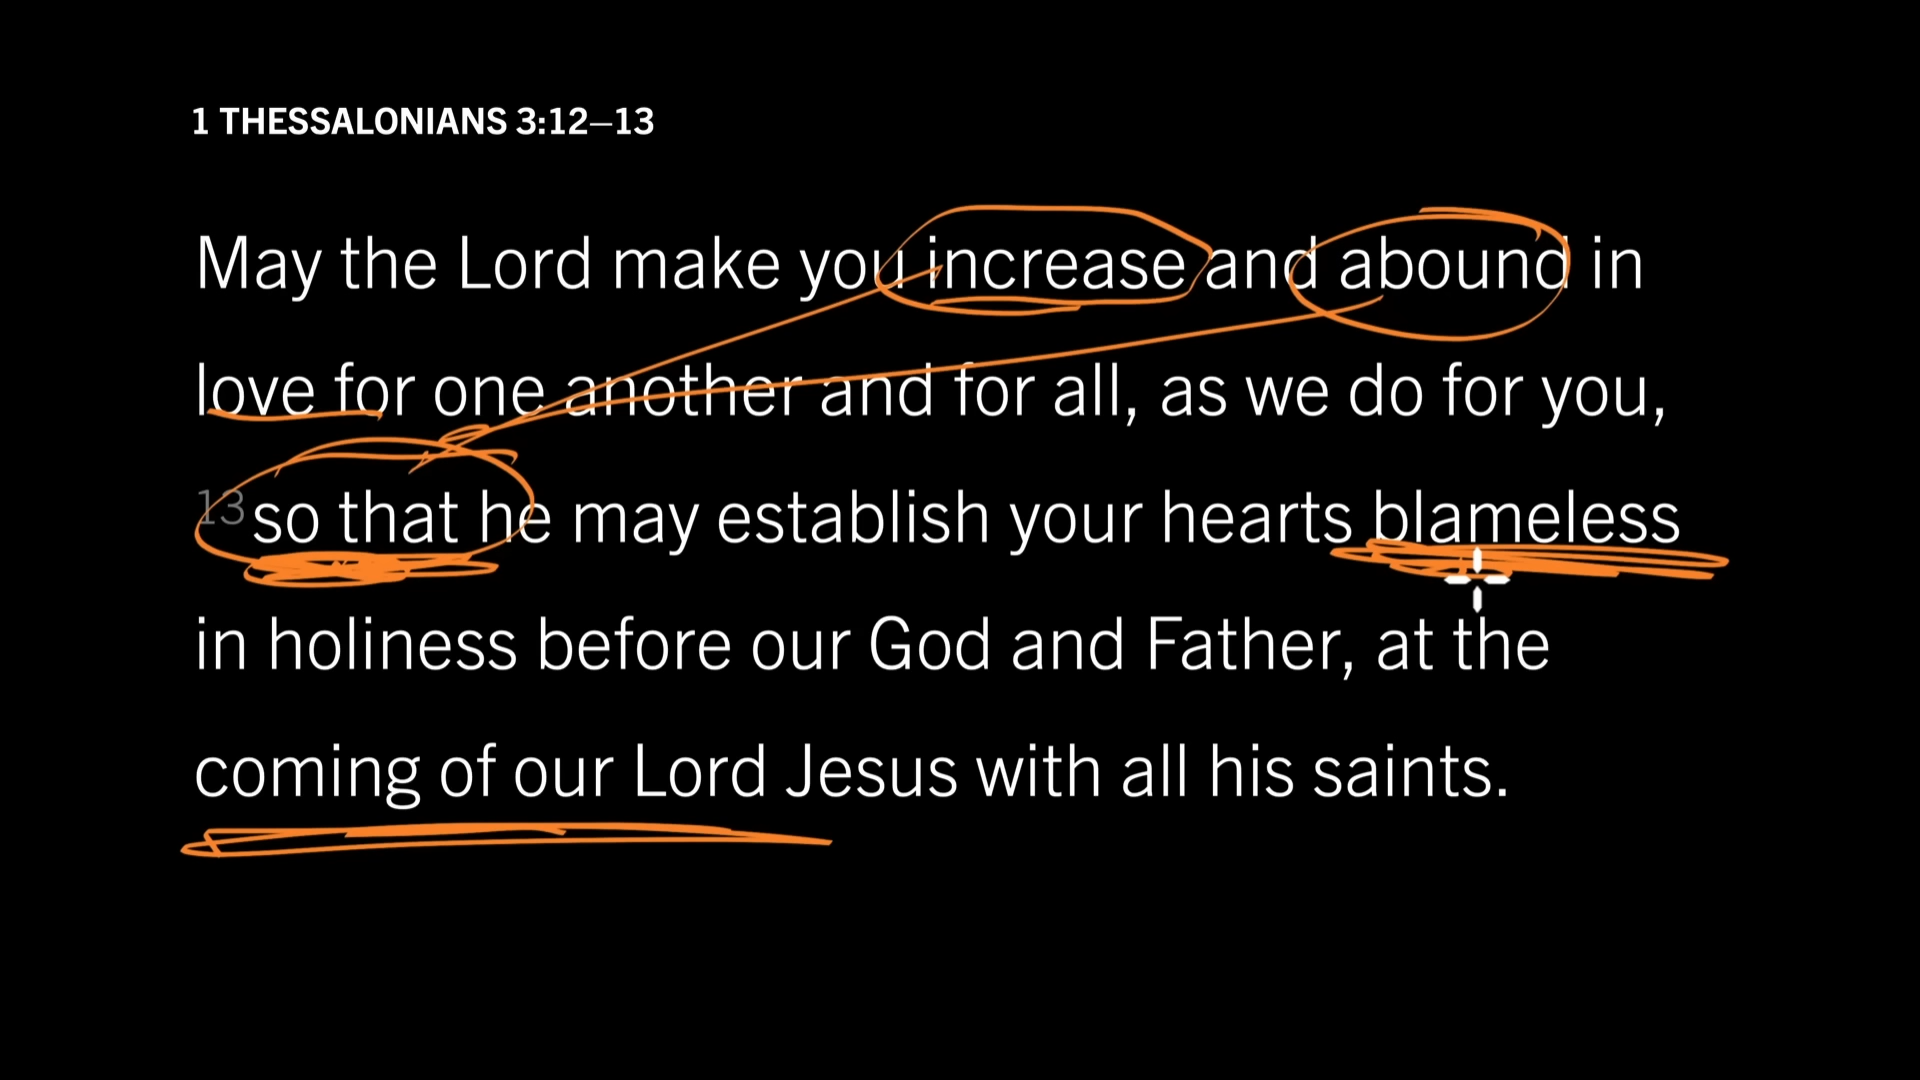 1 THESSALONIANS 3:12–13
May the Lord make you increase and abound in
love for one another and for all, as we do for you,
13 so that he may establish your hearts blameless
in holiness before our God and Father, at the
coming of our Lord Jesus with all his saints.